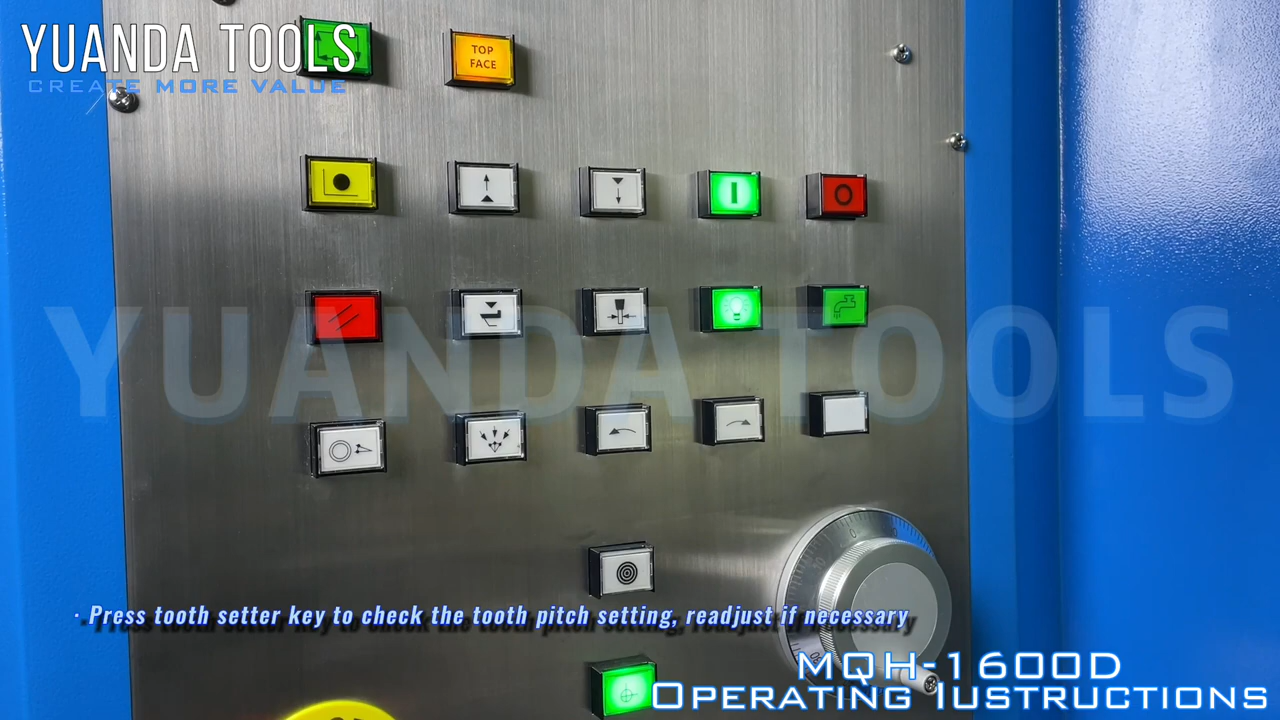 YUANDA TOOLS
CREATE MORE VALUE
TOP
FACE
YUANDA TOOLS
· Press tooth setter key to check the tooth pitch setting, readjust if necessary
MQH-1600D
OPERATING IUSTRUCTIONS